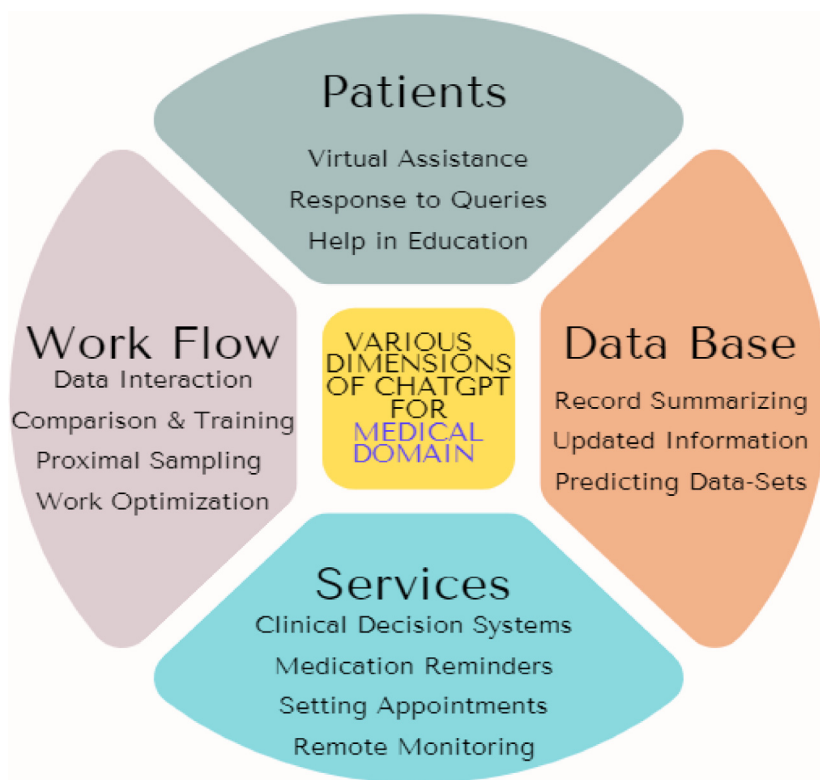 Patients
Virtual Assistance
Response to Queries
Help in Education
Work Flow
Data Interaction
Comparison & Training
Proximal Sampling
Work Optimization
VARIOUS
DIMENSIONS
OF CHATGPT
FOR
MEDICAL
DOMAIN
Data Base
Record Summarizing
Updated Information
Predicting Data-Sets
Services
Clinical Decision Systems
Medication Reminders
Setting Appointments
Remote Monitoring